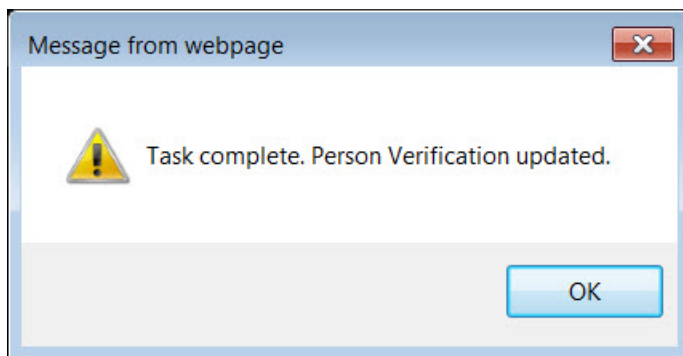 Message from webpage
Task complete. Person Verification updated.
OK